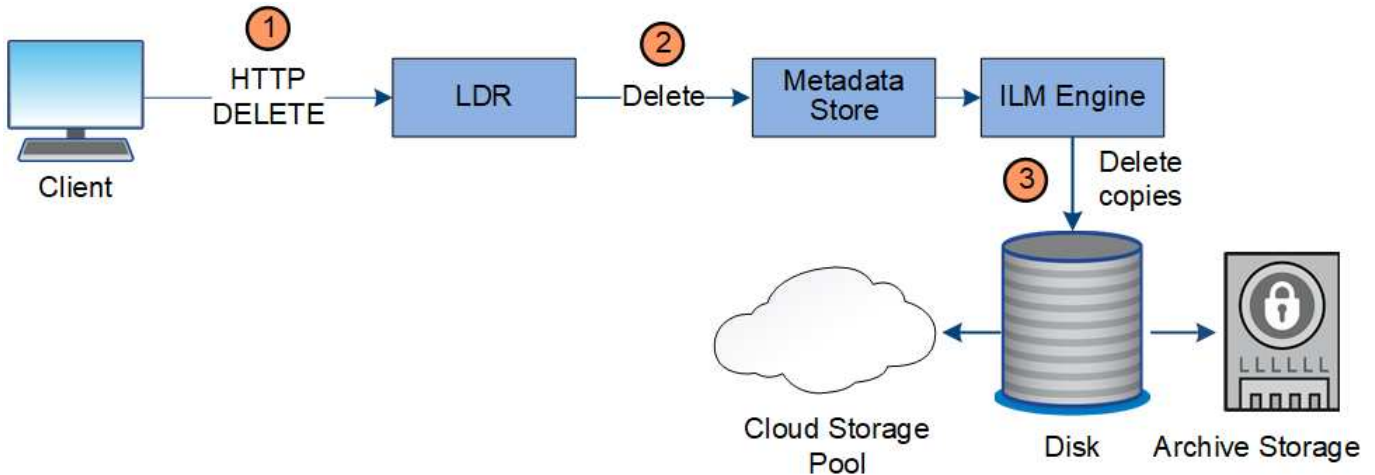 1
HTTP
DELETE
LDR
2
Delete
Metadata
Store
ILM Engine
3
Delete
copies
LLLLLL
Client
Cloud Storage
Pool
Disk
Archive Storage